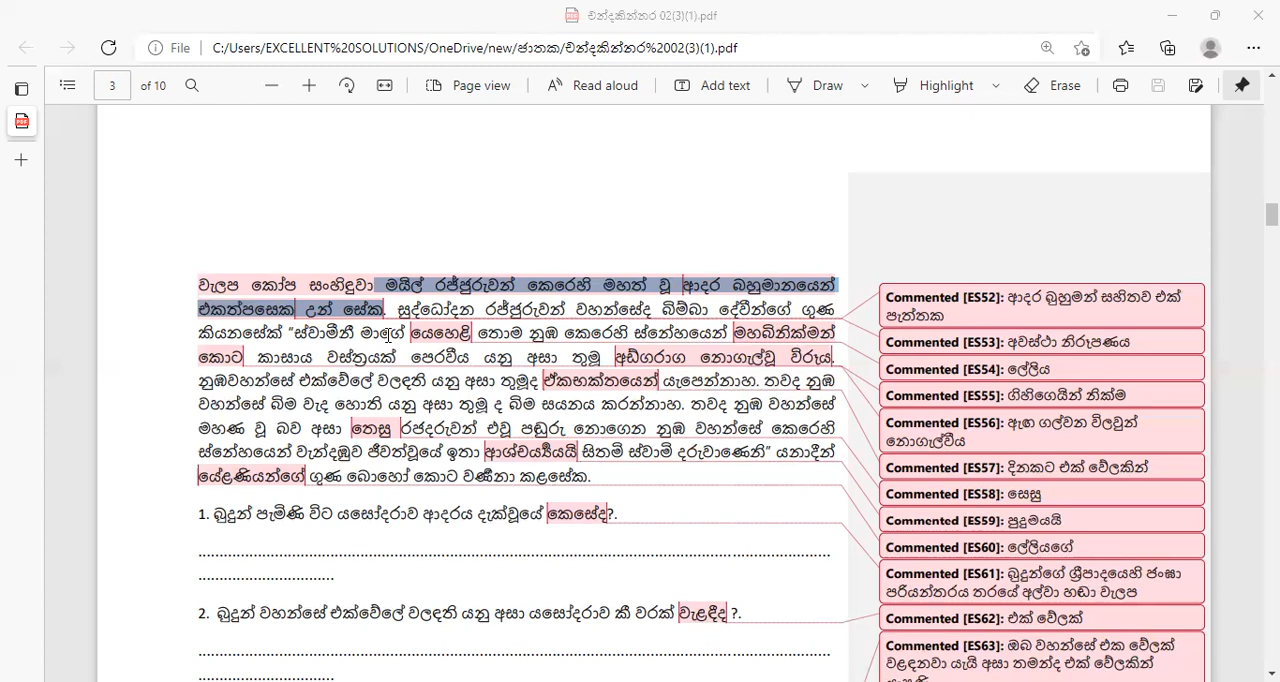 චන්දකින්නර 02(3)(1).pdf
File
C:/Users/EXCELLENT%20SOLUTIONS/OneDrive/new/ජාතක/චන්දකින්නර%2002(3)(1).pdf
3 of 10
Page view
Read aloud
Add text
Draw
Highlight
Erase
වැලප කෝප සංහිඳුවා මයිල් රජ්ජුරුවන් කෙරෙහි මහත් වූ ආදර බහුමානයෙන්
එකත්පසෙක උන් සේක. සුද්ධෝදන රජ්ජුරුවන් වහන්සේද බිම්බා දේවීන්ගේ ගුණ
කියනසේක් “ස්වාමීනී මාගේ යෙහෙළි තොම නුඹ කෙරෙහි ස්නේහයෙන් මහබිනික්මන්
කොට කාසාය වස්ත්‍රයක් පෙරවීය යනු අසා තුමූ අඩ්ගරාග නොගැල්වූ විරූය.
නුඹවහන්සේ එක්වේලේ වලඳති යනු අසා තුමූද ඒකභක්තයෙන් යැපෙන්නාහ. තවද නුඹ
වහන්සේ බිම වැද හොති යනු අසා තුමූ ද බිම සයනය කරන්නාහ. තවද නුඹ වහන්සේ
මහණ වූ බව අසා තෙසු රජදරුවන් එවූ පඬුරු නොගෙන නුඹ වහන්සේ කෙරෙහි
ස්නේහයෙන් වැන්දඹුව ජීවත්වූයේ ඉතා ආශ්චර්‍ය්‍යයයි සිතමි ස්වාමි දරුවාණෙනි” යනාදීන්
යේළණියන්ගේ ගුණ බොහෝ කොට වර්ණනා කළසේක.
1. බුදුන් පැමිණි විට යසෝදරාව ආදරය දැක්වූයේ කෙසේද?.
2. බුදුන් වහන්සේ එක්වේලේ වලඳති යනු අසා යසෝදරාව කී වරක් වැළඳීද ?.
Commented [ES52]: ආදර බුහුමන් සහිතව එක්
පැත්තක
Commented [ES53]: අවස්ථා නිරූපණය
Commented [ES54]: ලේලිය
Commented [ES55]: ගිහිගෙයින් නික්ම
Commented [ES56]: ඇඟ ගල්වන විලවුන්
නොගැල්වීය
Commented [ES57]: දිනකට එක් වේලකින්
Commented [ES58]: සෙසු
Commented [ES59]: පුදුමයයි
Commented [ES60]: ලේලියගේ
Commented [ES61]: බුදුන්ගේ ශ්‍රීපාදයෙහි ජංඝා
පරියන්තරය තරයේ අල්වා හඬා වැලප
Commented [ES62]: එක් වේලක්
Commented [ES63]: ඔබ වහන්සේ එක වේලක්
වළඳනවා යැයි අසා තමන්ද එක් වේලකින්